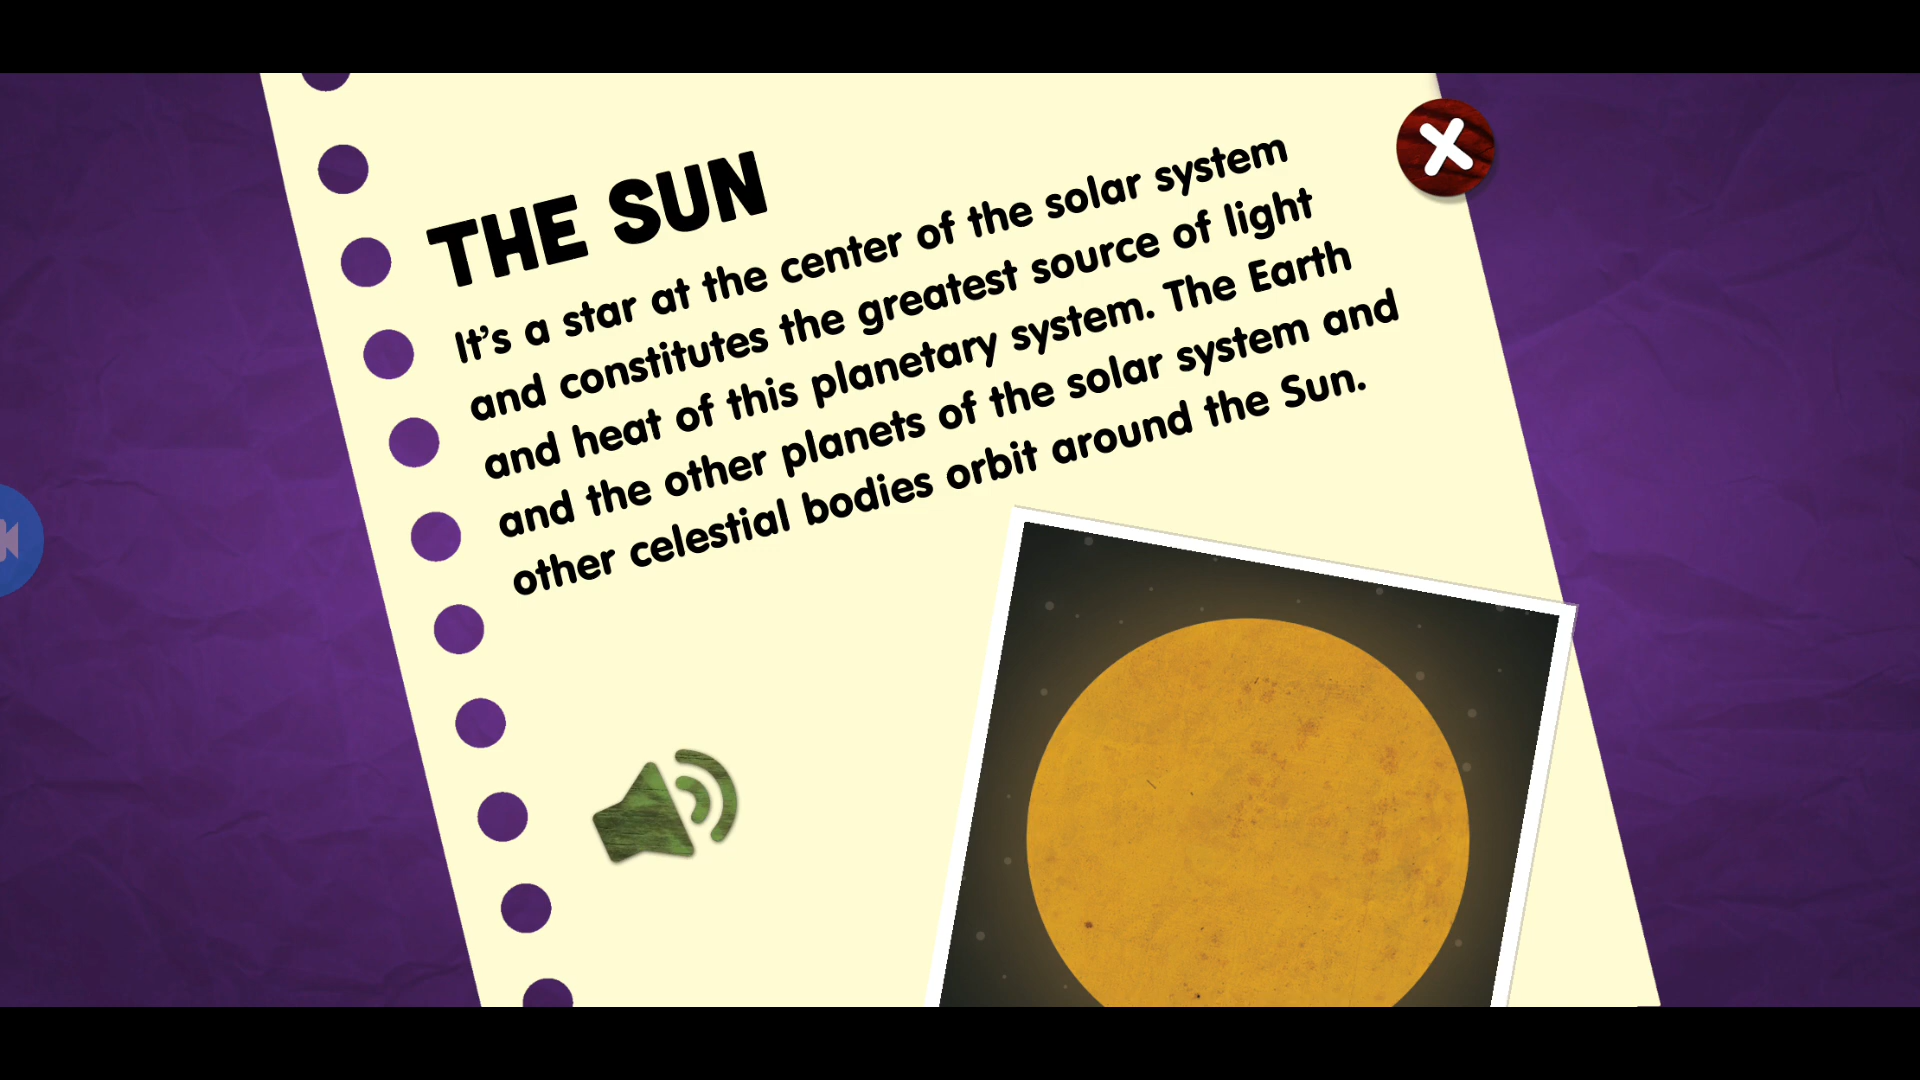 THE SUN
It's a star at the center of the solar system
and constitutes the greatest source of light
and heat of this planetary system. The Earth
and the other planets of the solar system and
other celestial bodies orbit around the Sun.